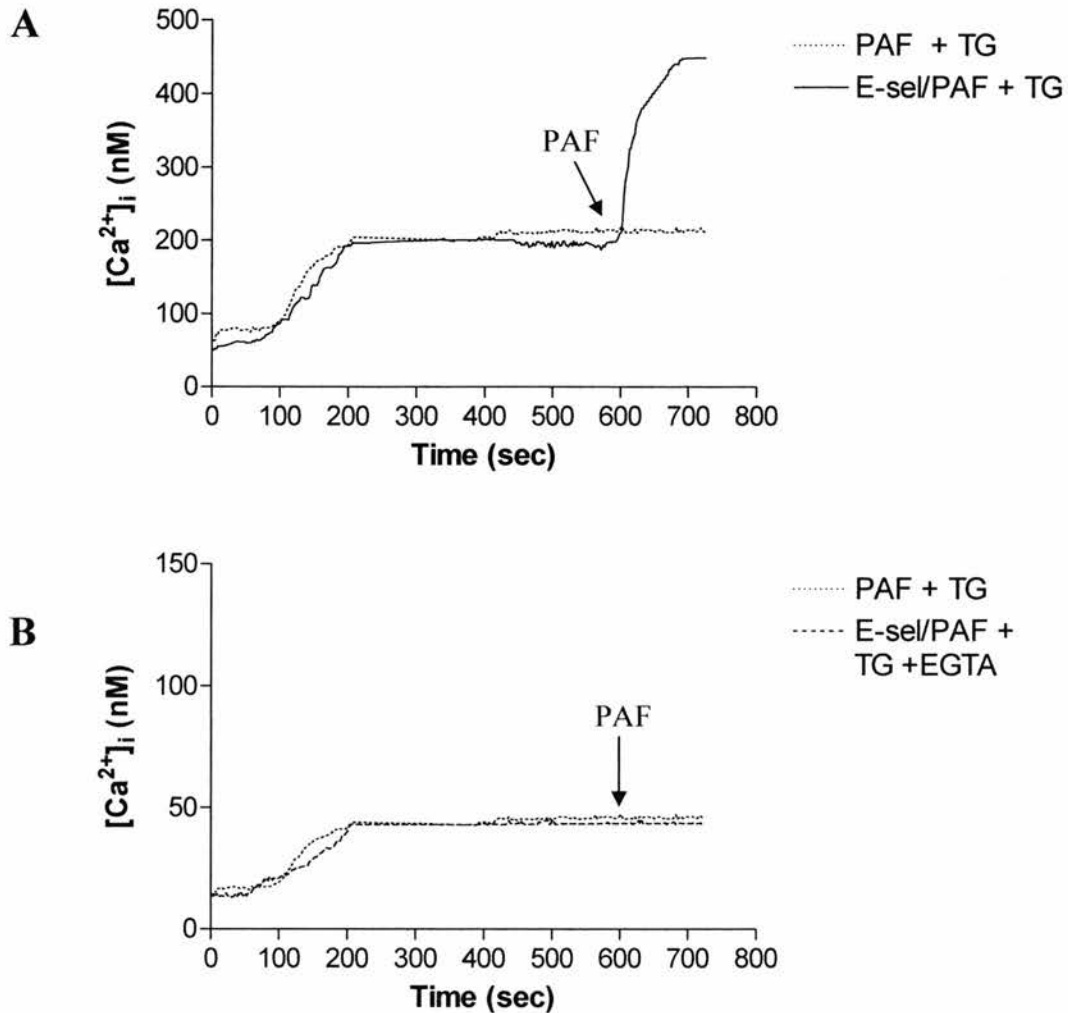 A
500
400
300
200
100
0
[Ca²⁺]ᵢ (nM)
PAF
0 100 200 300 400 500 600 700 800
Time (sec)
PAF + TG
E-sel/PAF + TG
B
150
100
50
0
[Ca²⁺]ᵢ (nM)
PAF
0 100 200 300 400 500 600 700 800
Time (sec)
PAF + TG
E-sel/PAF +
TG +EGTA